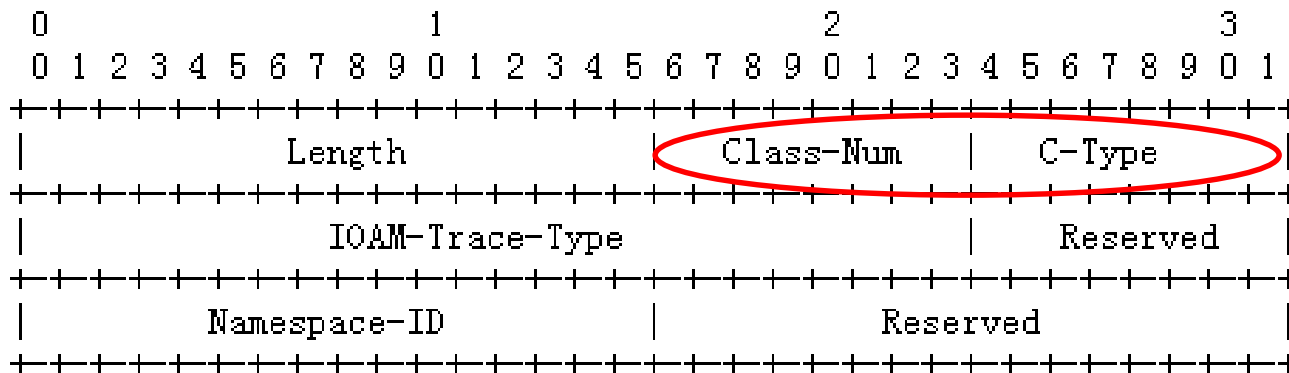 0 1 2 3
0 1 2 3 4 5 6 7 8 9 0 1 2 3 4 5 6 7 8 9 0 1 2 3 4 5 6 7 8 9 0 1
+-+-+-+-+-+-+-+-+-+-+-+-+-+-+-+-+-+-+-+-+-+-+-+-+-+-+-+-+-+-+-+-+
| Length | Class-Num | C-Type |
+-+-+-+-+-+-+-+-+-+-+-+-+-+-+-+-+-+-+-+-+-+-+-+-+-+-+-+-+-+-+-+-+
| IOAM-Trace-Type | Reserved |
+-+-+-+-+-+-+-+-+-+-+-+-+-+-+-+-+-+-+-+-+-+-+-+-+-+-+-+-+-+-+-+-+
| Namespace-ID | Reserved |
+-+-+-+-+-+-+-+-+-+-+-+-+-+-+-+-+-+-+-+-+-+-+-+-+-+-+-+-+-+-+-+-+